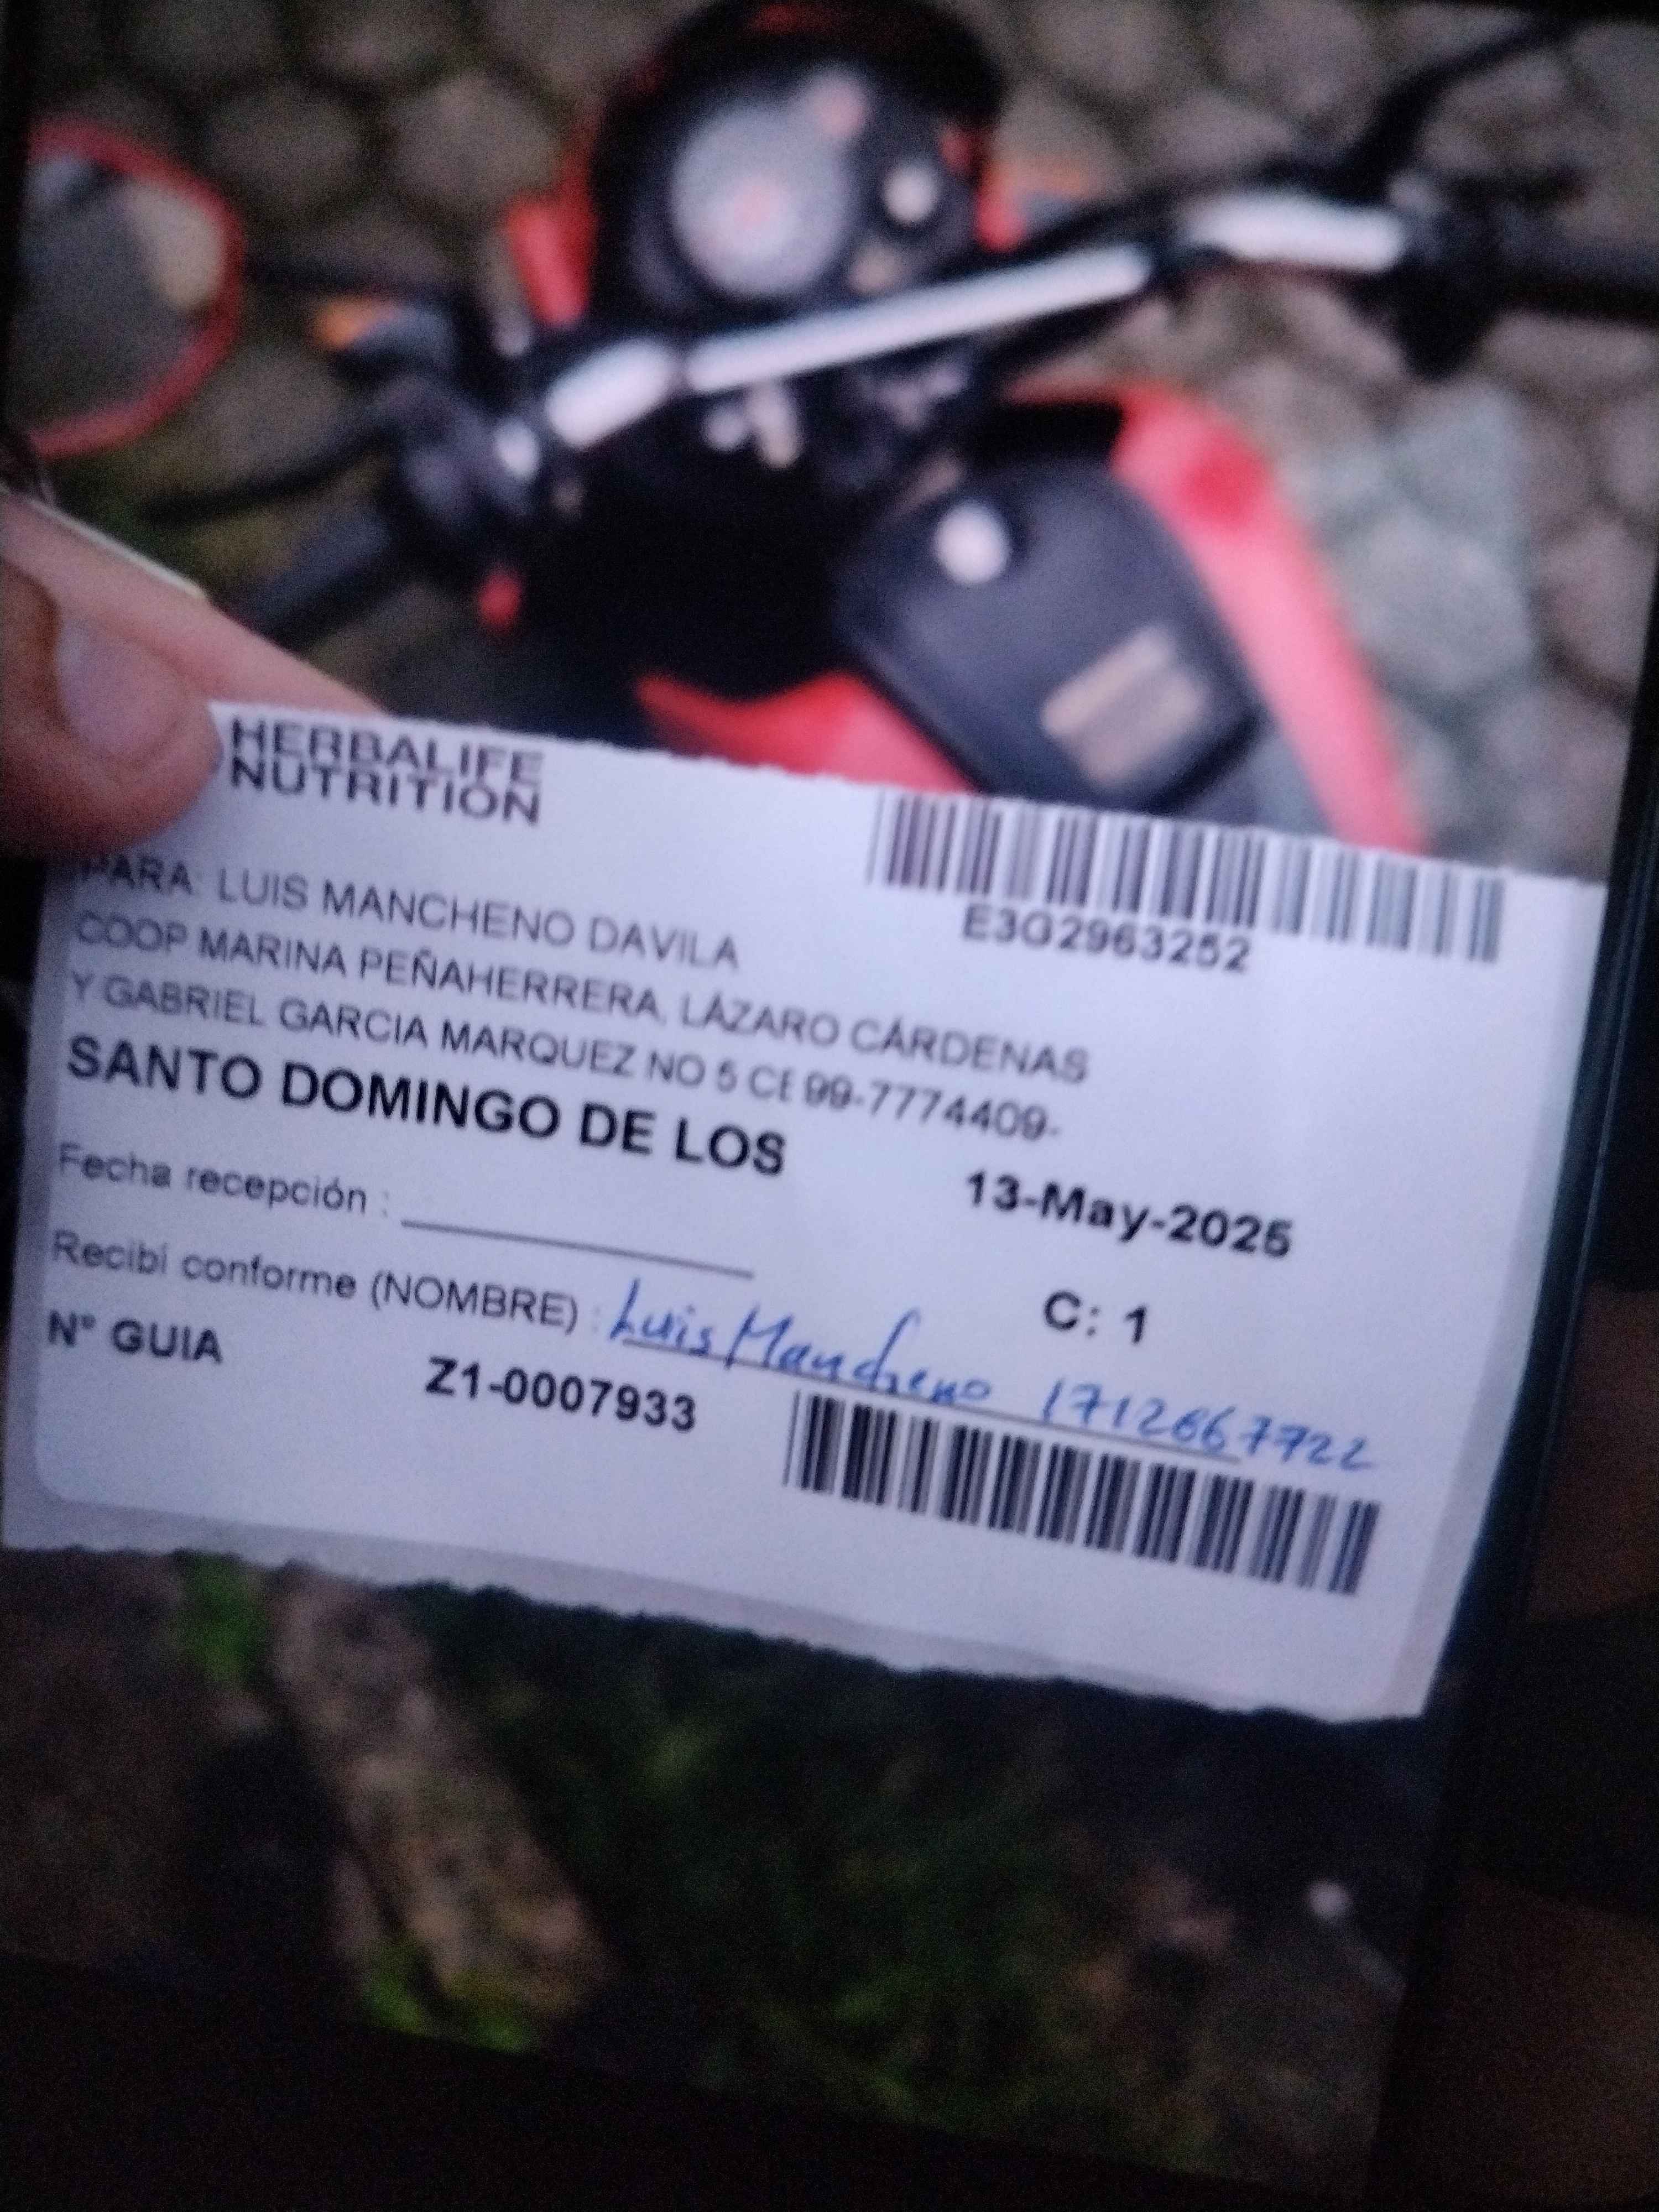 HERBALIFE
NUTRITION
E3G2963252
PARA: LUIS MANCHENO DAVILA
COOP MARINA PEÑAHERRERA, LÁZARO CÁRDENAS
Y GABRIEL GARCIA MARQUEZ NO 5 CE 99-7774409-
SANTO DOMINGO DE LOS
13-May-2025
Fecha recepción :
C: 1
Recibí conforme (NOMBRE) : Luis Mancheno 1712667722
N° GUIA
Z1-0007933